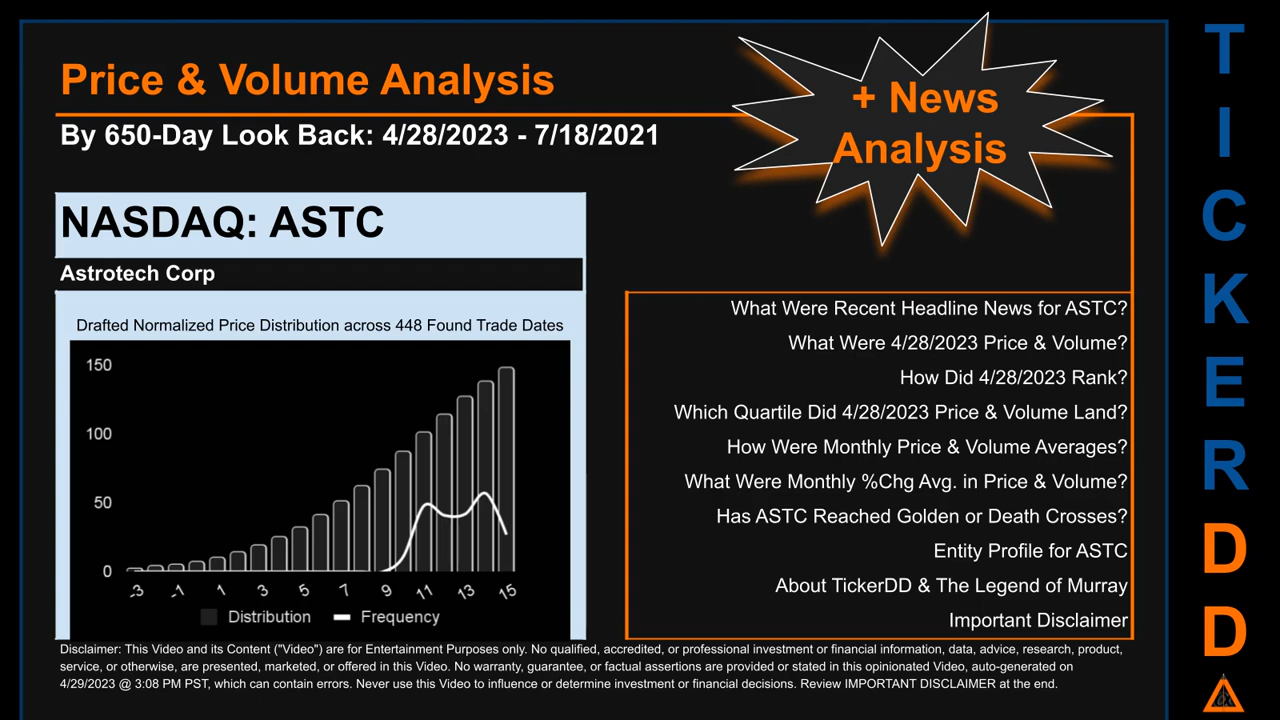 Price & Volume Analysis
+ News
Analysis
By 650-Day Look Back: 4/28/2023 - 7/18/2021
NASDAQ: ASTC
Astrotech Corp
Drafted Normalized Price Distribution across 448 Found Trade Dates
150
100
50
0
-3
-1
1
3
5
7
9
11
13
15
Distribution
Frequency
What Were Recent Headline News for ASTC?
What Were 4/28/2023 Price & Volume?
How Did 4/28/2023 Rank?
Which Quartile Did 4/28/2023 Price & Volume Land?
How Were Monthly Price & Volume Averages?
What Were Monthly %Chg Avg. in Price & Volume?
Has ASTC Reached Golden or Death Crosses?
Entity Profile for ASTC
About TickerDD & The Legend of Murray
Important Disclaimer
Disclaimer: This Video and its Content ("Video") are for Entertainment Purposes only. No qualified, accredited, or professional investment or financial information, data, advice, research, product,
service, or otherwise, are presented, marketed, or offered in this Video. No warranty, guarantee, or factual assertions are provided or stated in this opinionated Video, auto-generated on
4/29/2023 @ 3:08 PM PST, which can contain errors. Never use this Video to influence or determine investment or financial decisions. Review IMPORTANT DISCLAIMER at the end.
T
I
C
K
E
R
D
D